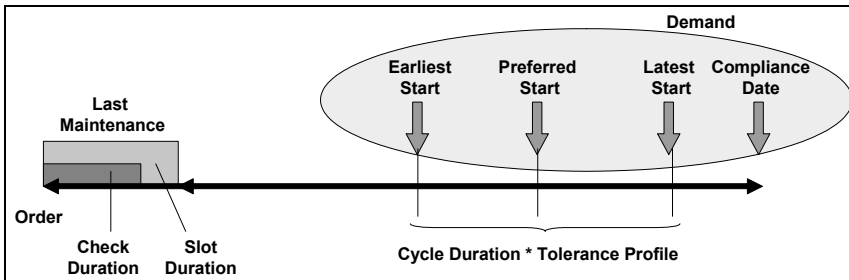 Demand
Earliest
Start
Preferred
Start
Latest
Start
Compliance
Date
Last
Maintenance
Order
Check
Duration
Slot
Duration
Cycle Duration * Tolerance Profile